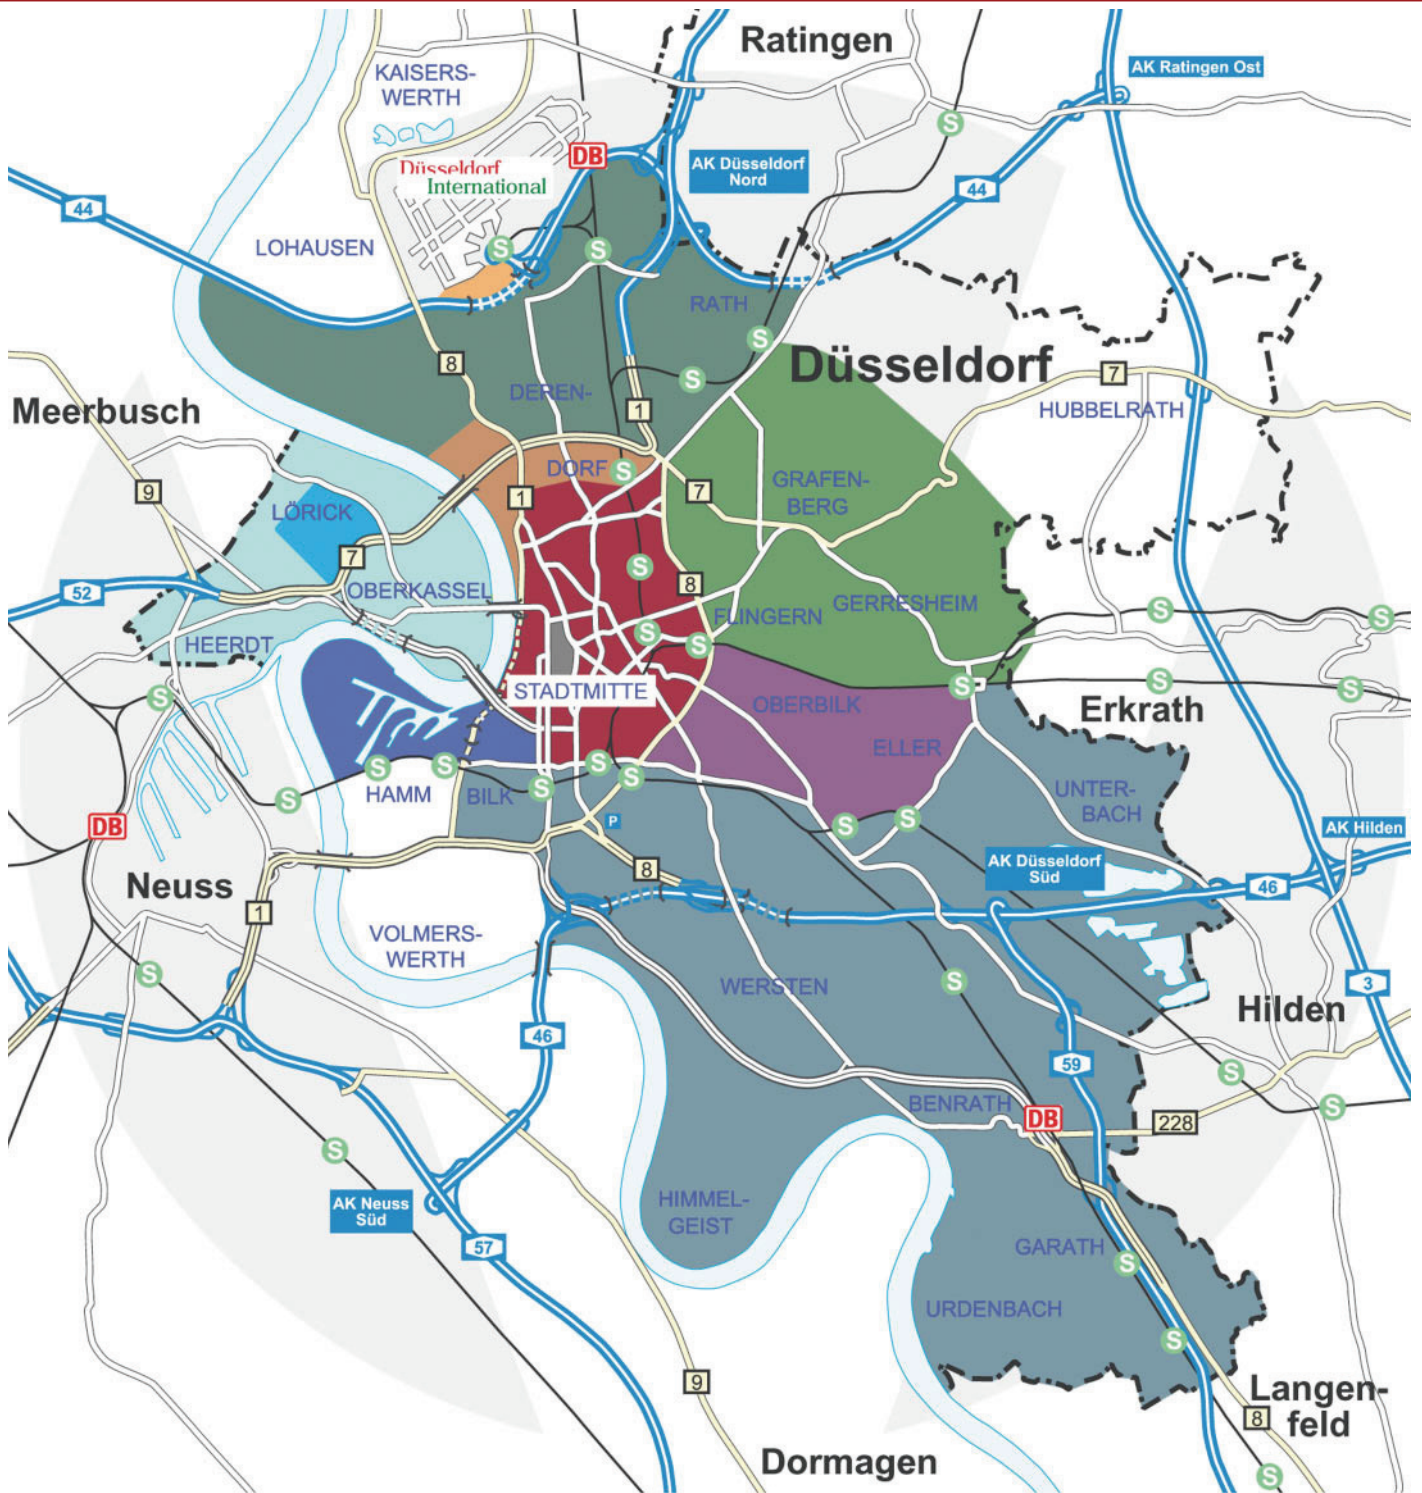 Ratingen
KAISERS-
WERTH
AK Ratingen Ost
S
DB
Düsseldorf
International
AK Düsseldorf
Nord
44
44
LOHAUSEN
S
S
RATH
S
8
Düsseldorf
7
S
DEREN-
HUBBELRATH
Meerbusch
1
DORF
S
GRAFEN-
BERG
9
1
7
LÖRICK
7
S
52
OBERKASSEL
8
GERRESHEIM
S
FLINGERN
S
HEERDT
S
S
STADTMITTE
S
S
S
OBERBILK
S
Erkrath
ELLER
S
S
S
S
HAMM
BILK
S
S
UNTER-
BACH
S
DB
P
S
S
AK Hilden
Neuss
8
AK Düsseldorf
Süd
46
1
VOLMERS-
WERTH
S
WERSTEN
S
3
Hilden
46
59
S
BENRATH
DB
228
S
S
AK Neuss
Süd
HIMMEL-
GEIST
57
GARATH
S
URDENBACH
S
9
Langen-
feld
8
Dormagen
S